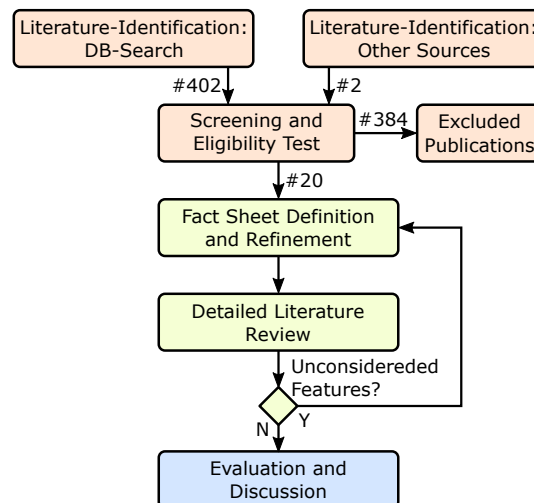 Literature-Identification:
DB-Search
Literature-Identification:
Other Sources
#402
#2
Screening and
Eligibility Test
#384
Excluded
Publications
#20
Fact Sheet Definition
and Refinement
Detailed Literature
Review
Unconsidereded
Features?
N
Y
Evaluation and
Discussion